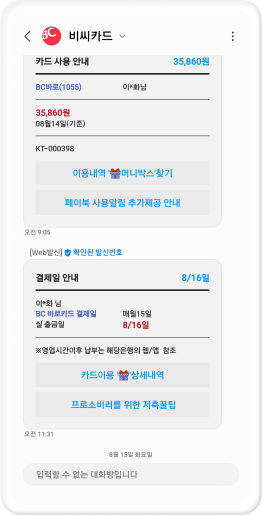 비씨카드
카드 사용 안내 35,860원
BC바로(1055) 이*화님
35,860원
08월14일(기준)
KT-000398
이용내역 '머니박스'찾기
페이북 사용알림 추가제공 안내
오전 9:05
[Web발신] 확인된 발신번호
결제일 안내 8/16일
이*화 님
BC 바로카드 결제일 매월15일
실 출금일 8/16일
※영업시간이후 납부는 해당은행의 웹/앱 참조
카드이용 '상세내역
프로소비러를 위한 저축꿀팁
오전 11:31
8월 15일 화요일
입력할 수 없는 대화방입니다